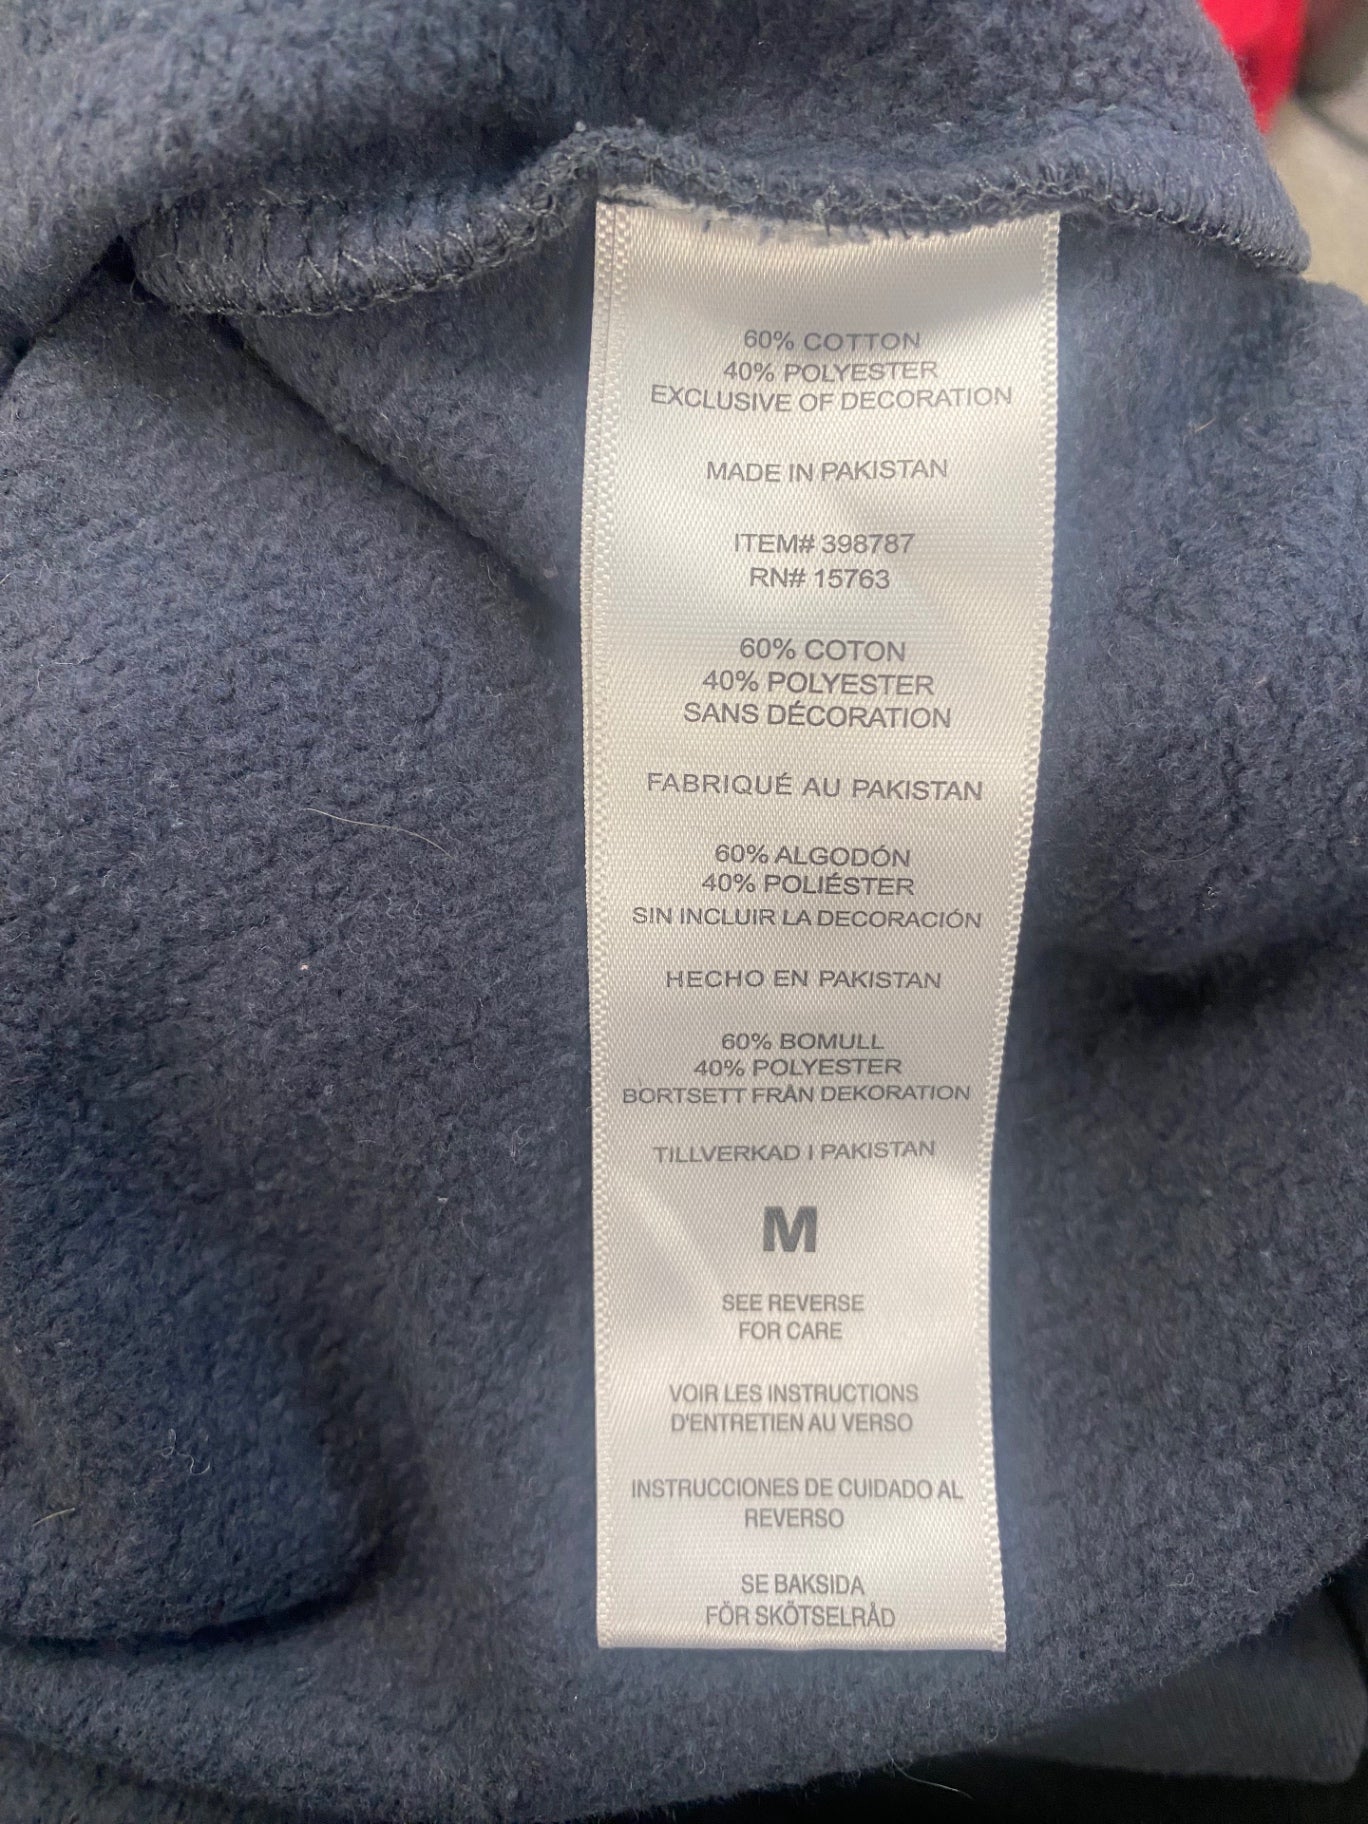 60% COTTON
40% POLYESTER
EXCLUSIVE OF DECORATION
MADE IN PAKISTAN
ITEM# 398787
RN# 15763
60% COTON
40% POLYESTER
SANS DÉCORATION
FABRIQUÉ AU PAKISTAN
60% ALGODÓN
40% POLIÉSTER
SIN INCLUIR LA DECORACIÓN
HECHO EN PAKISTAN
60% BOMULL
40% POLYESTER
BORTSETT FRÅN DEKORATION
TILLVERKAD I PAKISTAN
M
SEE REVERSE
FOR CARE
VOIR LES INSTRUCTIONS
D'ENTRETIEN AU VERSO
INSTRUCCIONES DE CUIDADO AL
REVERSO
SE BAKSIDA
FÖR SKÖTSELRÅD